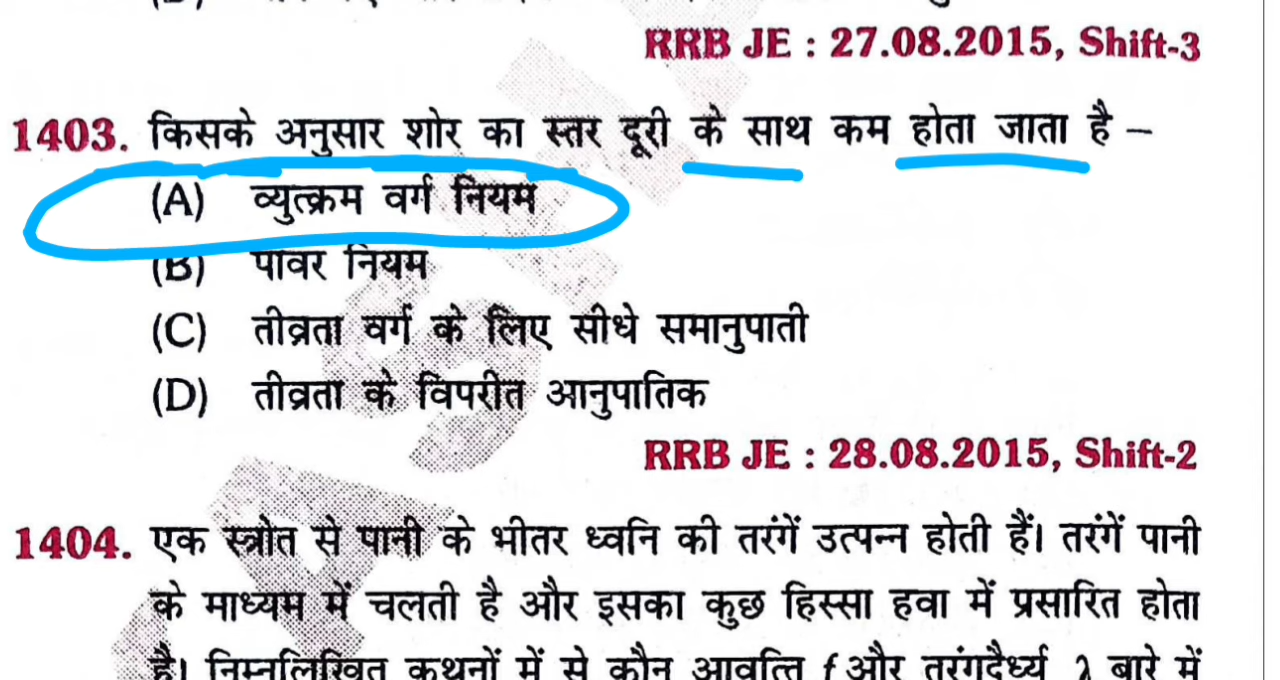 RRB JE : 27.08.2015, Shift-3
1403. किसके अनुसार शोर का स्तर दूरी के साथ कम होता जाता है –
(A) व्युत्क्रम वर्ग नियम
(B) पावर नियम
(C) तीव्रता वर्ग के लिए सीधे समानुपाती
(D) तीव्रता के विपरीत आनुपातिक
RRB JE : 28.08.2015, Shift-2
1404. एक स्त्रोत से पानी के भीतर ध्वनि की तरंगें उत्पन्न होती हैं। तरंगें पानी
के माध्यम में चलती है और इसका कुछ हिस्सा हवा में प्रसारित होता
है। निम्नलिखित कथनों में से कौन आवृत्ति f और तरंगदैर्ध्य λ बारे में